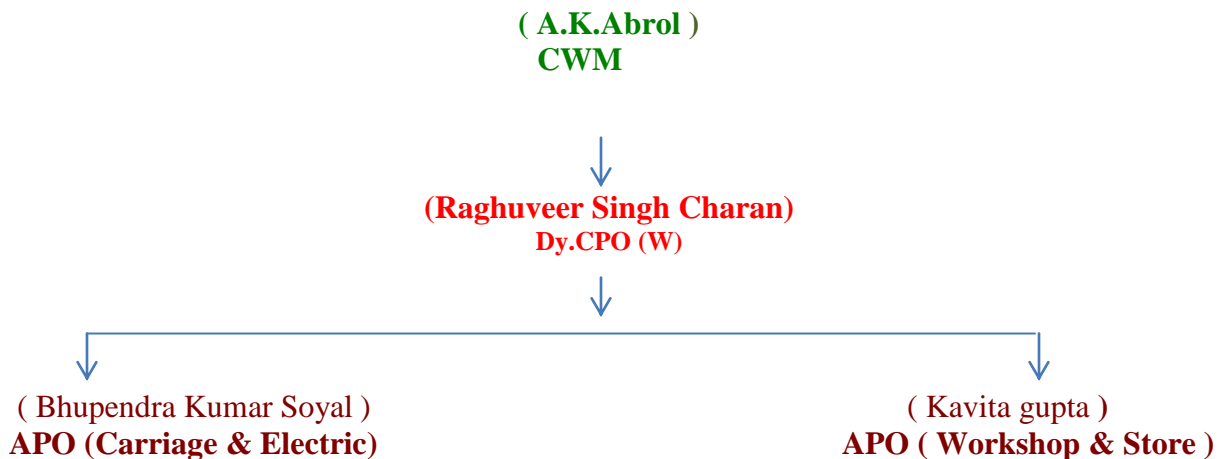 ( A.K.Abrol )
CWM
(Raghuveer Singh Charan)
Dy.CPO (W)
( Bhupendra Kumar Soyal )
APO (Carriage & Electric)
( Kavita gupta )
APO ( Workshop & Store )